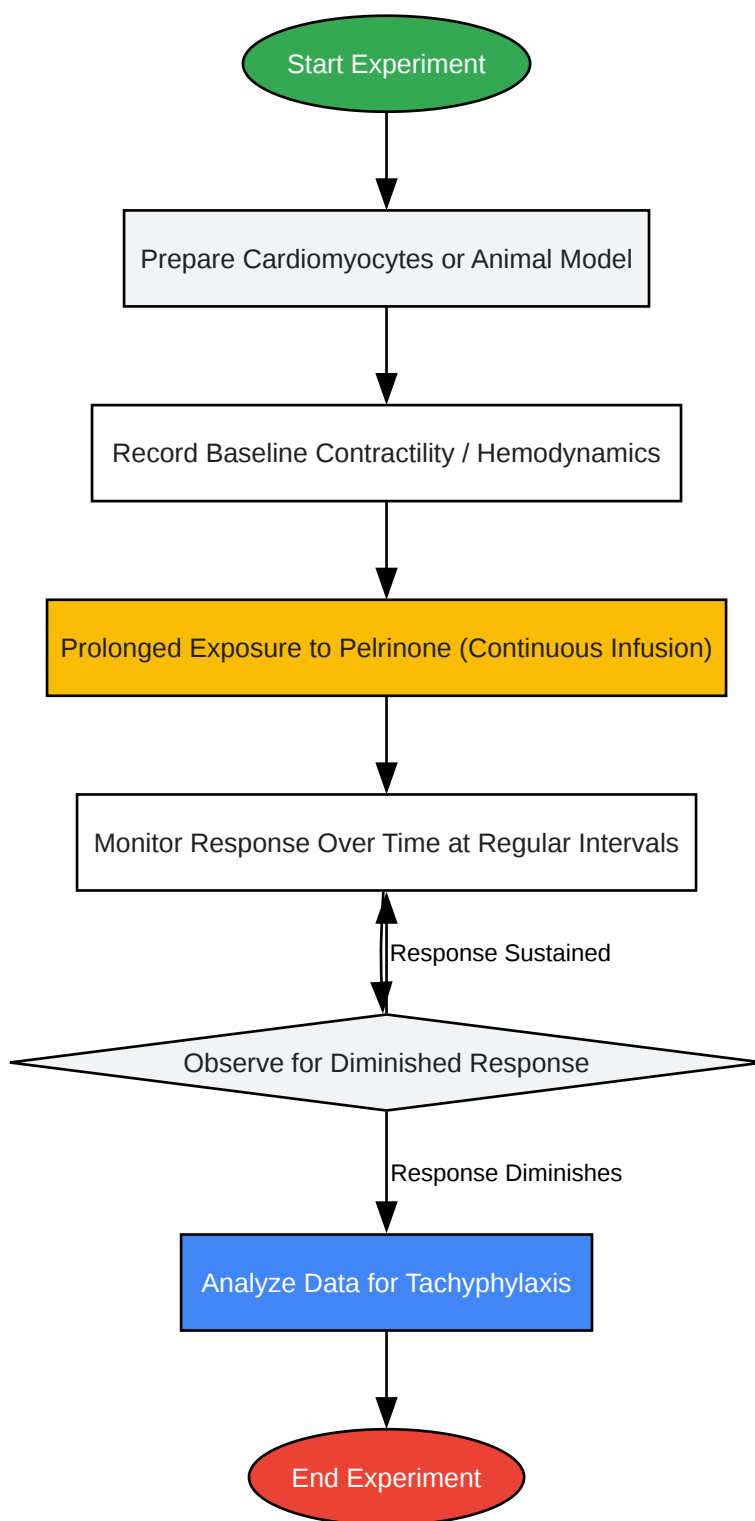 Start Experiment
Prepare Cardiomyocytes or Animal Model
Record Baseline Contractility / Hemodynamics
Prolonged Exposure to Pelrinone (Continuous Infusion)
Monitor Response Over Time at Regular Intervals
Response Sustained
Observe for Diminished Response
Response Diminishes
Analyze Data for Tachyphylaxis
End Experiment